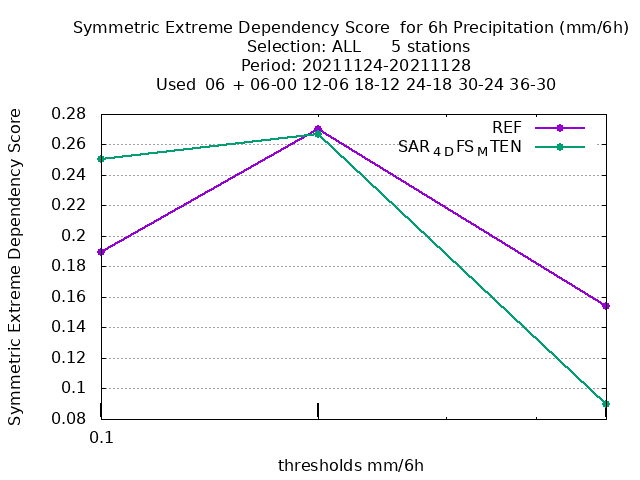 Symmetric Extreme Dependency Score  for 6h Precipitation (mm/6h)
Selection: ALL      5 stations
Period: 20211124-20211128
Used  06 + 06-00 12-06 18-12 24-18 30-24 36-30
Symmetric Extreme Dependency Score
0.28
0.26
0.24
0.22
0.2
0.18
0.16
0.14
0.12
0.1
0.08
REF
SAR4DFSMTEN
0.1
thresholds mm/6h